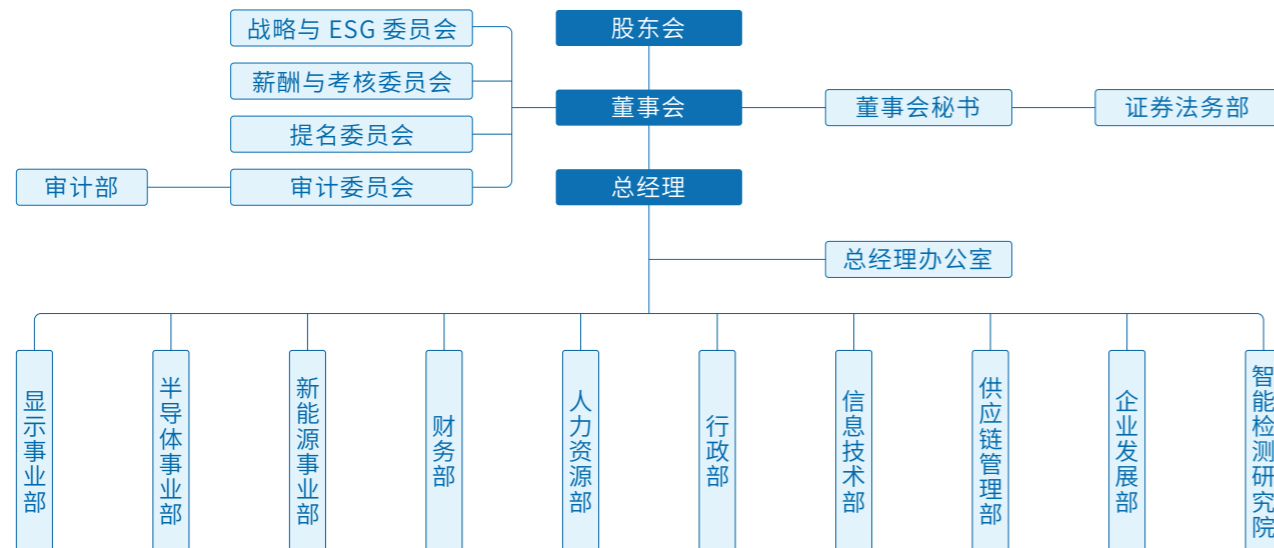 战略与 ESG 委员会
股东会
薪酬与考核委员会
董事会
董事会秘书
证券法务部
提名委员会
审计部
审计委员会
总经理
总经理办公室
显示事业部
半导体事业部
新能源事业部
财务部
人力资源部
行政部
信息技术部
供应链管理部
企业发展部
智能检测研究院